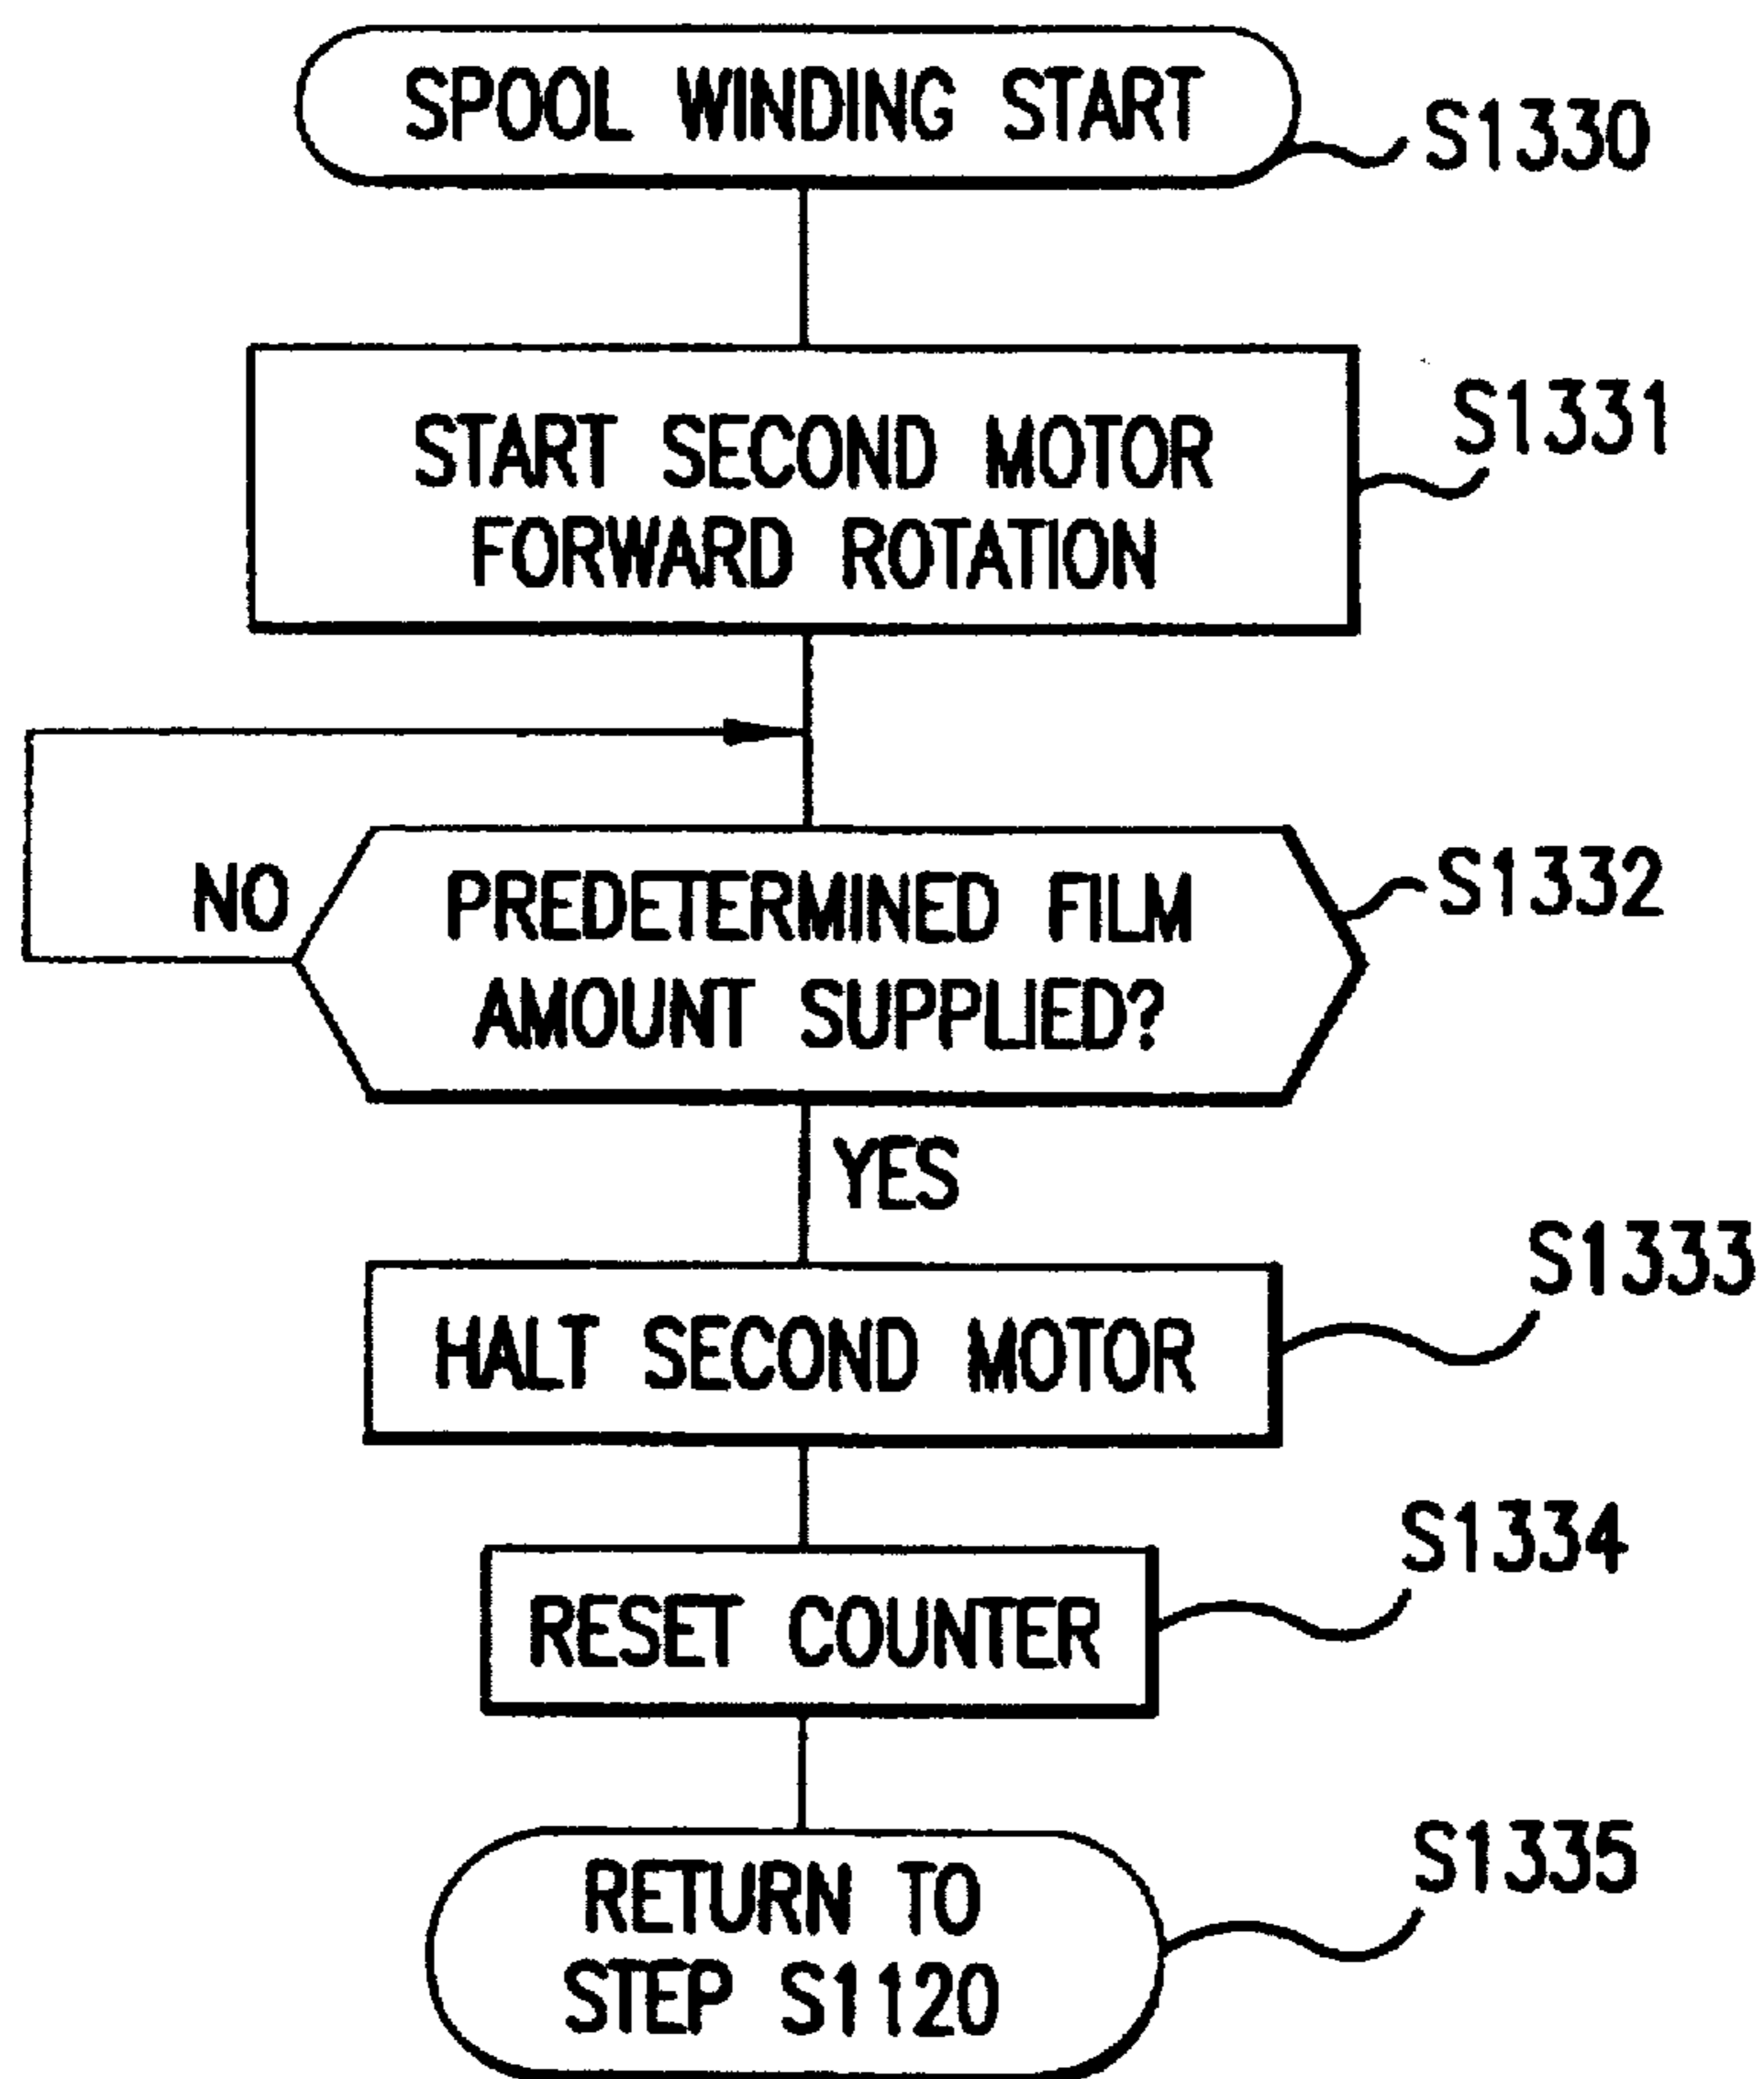 SPOOL WINDING START
S1330
START SECOND MOTOR
FORWARD ROTATION
S1331
NO
PREDETERMINED FILM
AMOUNT SUPPLIED?
S1332
YES
HALT SECOND MOTOR
S1333
RESET COUNTER
S1334
RETURN TO
STEP S1120
S1335